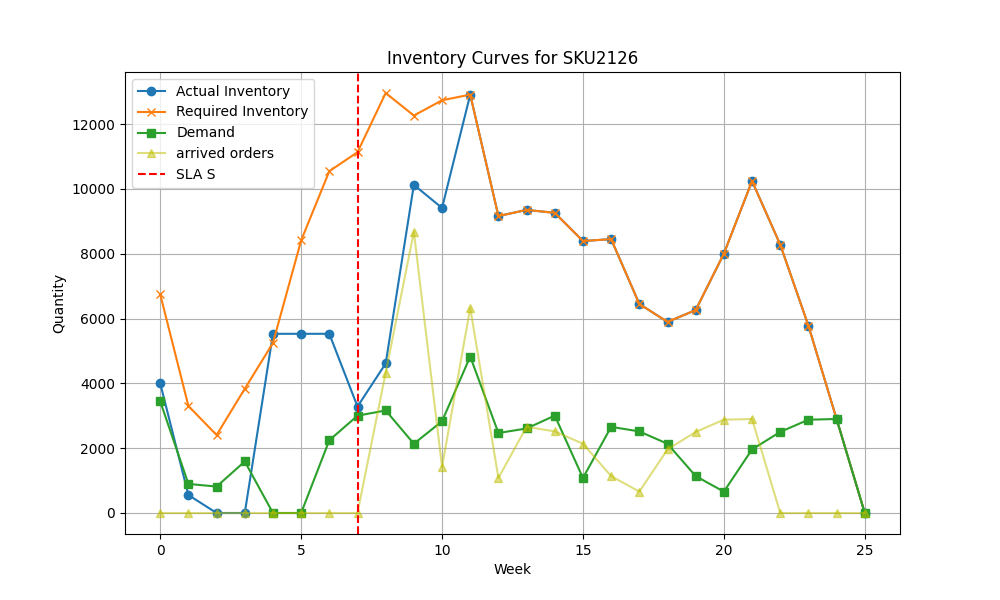 Inventory Curves for SKU2126
Actual Inventory
Required Inventory
Demand
arrived orders
SLA S
Quantity
12000
10000
8000
6000
4000
2000
0
0 5 10 15 20 25
Week